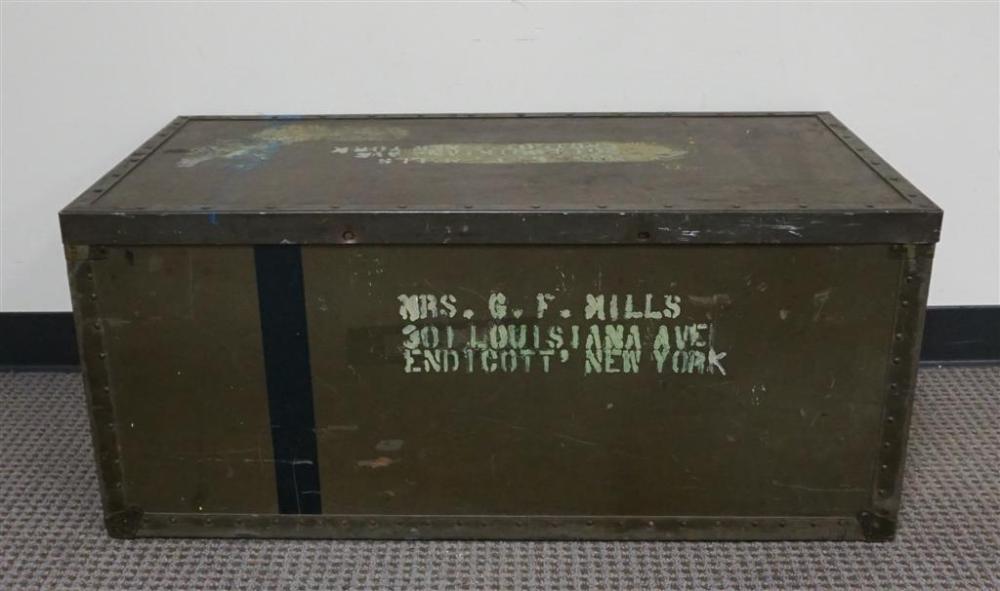 MRS. G. F. MILLS
301 LOUISIANA AVE
ENDICOTT' NEW YORK